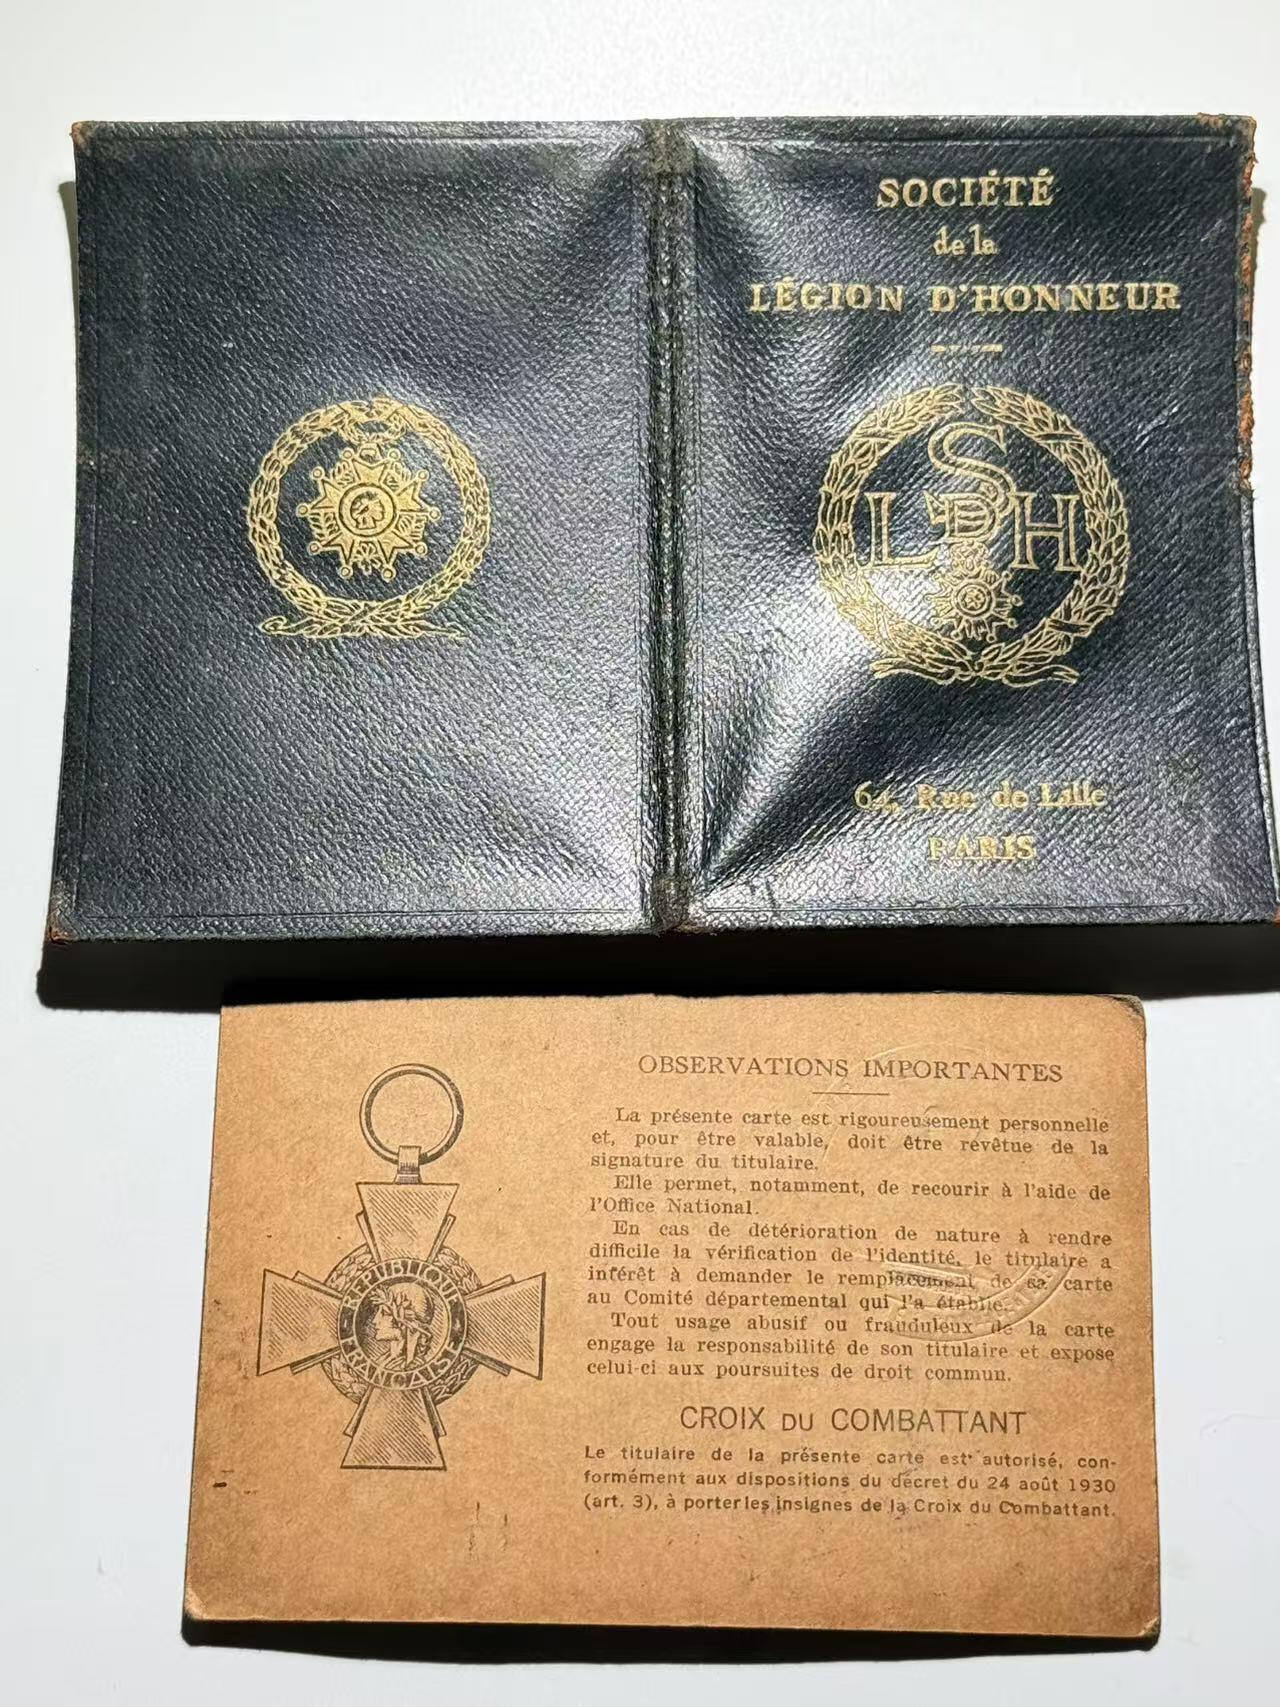 SOCIÉTÉ
de la
LÉGION D'HONNEUR
S
L D H
64, Rue de Lille
PARIS
OBSERVATIONS IMPORTANTES
La présente carte est rigoureusement personnelle
et, pour être valable, doit être revêtue de la
signature du titulaire.
Elle permet, notamment, de recourir à l'aide de
l'Office National.
En cas de détérioration de nature à rendre
difficile la vérification de l'identité, le titulaire a
intérêt à demander le remplacement de sa carte
au Comité départemental qui l'a établie.
Tout usage abusif ou frauduleux de la carte
engage la responsabilité de son titulaire et expose
celui-ci aux poursuites de droit commun.
CROIX DU COMBATTANT
Le titulaire de la présente carte est autorisé, con-
formément aux dispositions du décret du 24 août 1930
(art. 3), à porter les insignes de la Croix du Combattant.
RÉPUBLIQUE
FRANÇAISE